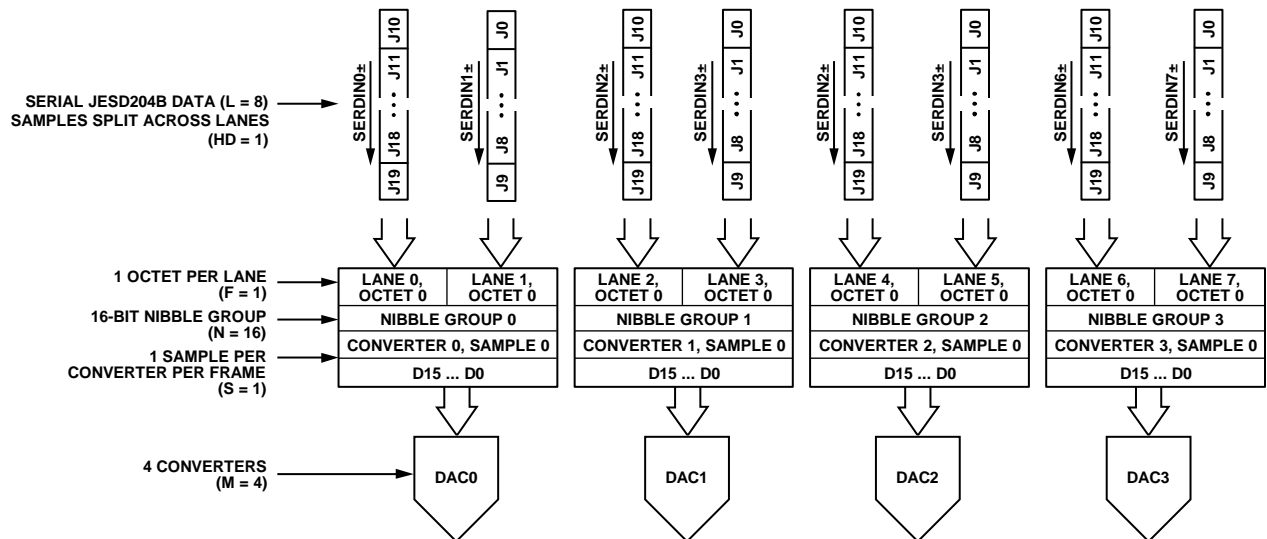 J10 J0 J10 J0 J10 J0 J10 J0
J11 J1 J11 J1 J11 J1 J11 J1
SERDIN0± SERDIN1± SERDIN2± SERDIN3± SERDIN2± SERDIN3± SERDIN6± SERDIN7±
... ... ... ... ... ... ... ...
J18 J8 J18 J8 J18 J8 J18 J8
J19 J9 J19 J9 J19 J9 J19 J9
SERIAL JESD204B DATA (L = 8)
SAMPLES SPLIT ACROSS LANES
(HD = 1)
1 OCTET PER LANE
(F = 1)
LANE 0, LANE 1, LANE 2, LANE 3, LANE 4, LANE 5, LANE 6, LANE 7,
OCTET 0 OCTET 0 OCTET 0 OCTET 0 OCTET 0 OCTET 0 OCTET 0 OCTET 0
16-BIT NIBBLE GROUP
(N = 16)
NIBBLE GROUP 0 NIBBLE GROUP 1 NIBBLE GROUP 2 NIBBLE GROUP 3
1 SAMPLE PER
CONVERTER PER FRAME
(S = 1)
CONVERTER 0, SAMPLE 0 CONVERTER 1, SAMPLE 0 CONVERTER 2, SAMPLE 0 CONVERTER 3, SAMPLE 0
D15 ... D0 D15 ... D0 D15 ... D0 D15 ... D0
4 CONVERTERS
(M = 4)
DAC0 DAC1 DAC2 DAC3